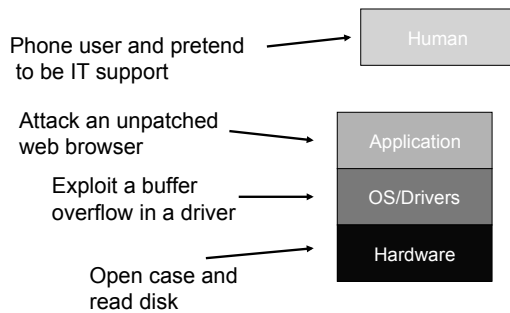 Phone user and pretend
to be IT support
Human
Attack an unpatched
web browser
Application
Exploit a buffer
overflow in a driver
OS/Drivers
Open case and
read disk
Hardware